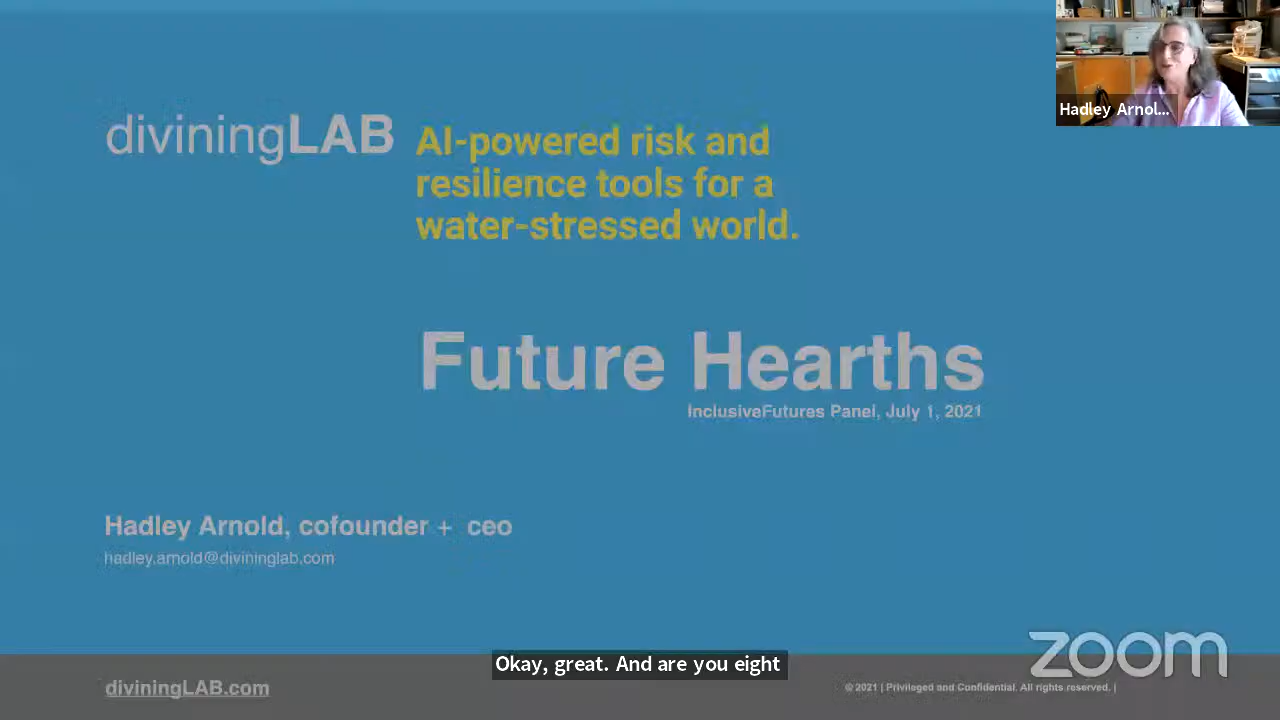 Hadley Arnol...
diviningLAB
AI-powered risk and
resilience tools for a
water-stressed world.
Future Hearths
InclusiveFutures Panel, July 1, 2021
Hadley Arnold, cofounder + ceo
hadley.arnold@divininglab.com
zoom
Okay, great. And are you eight
diviningLAB.com
© 2021 | Privileged and Confidential. All rights reserved. |